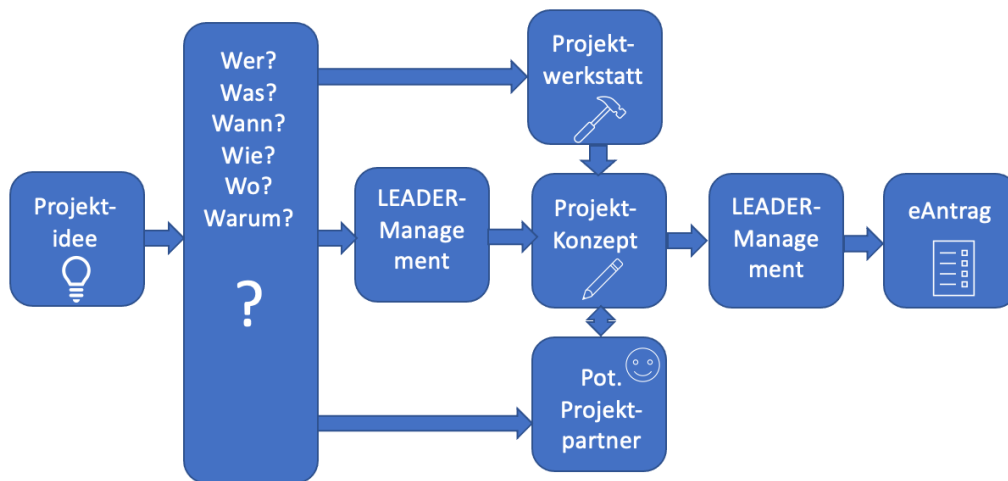 Projekt-
idee
Wer?
Was?
Wann?
Wie?
Wo?
Warum?
?
Projekt-
werkstatt
LEADER-
Manage
ment
Projekt-
Konzept
Pot.
Projekt-
partner
LEADER-
Manage
ment
eAntrag